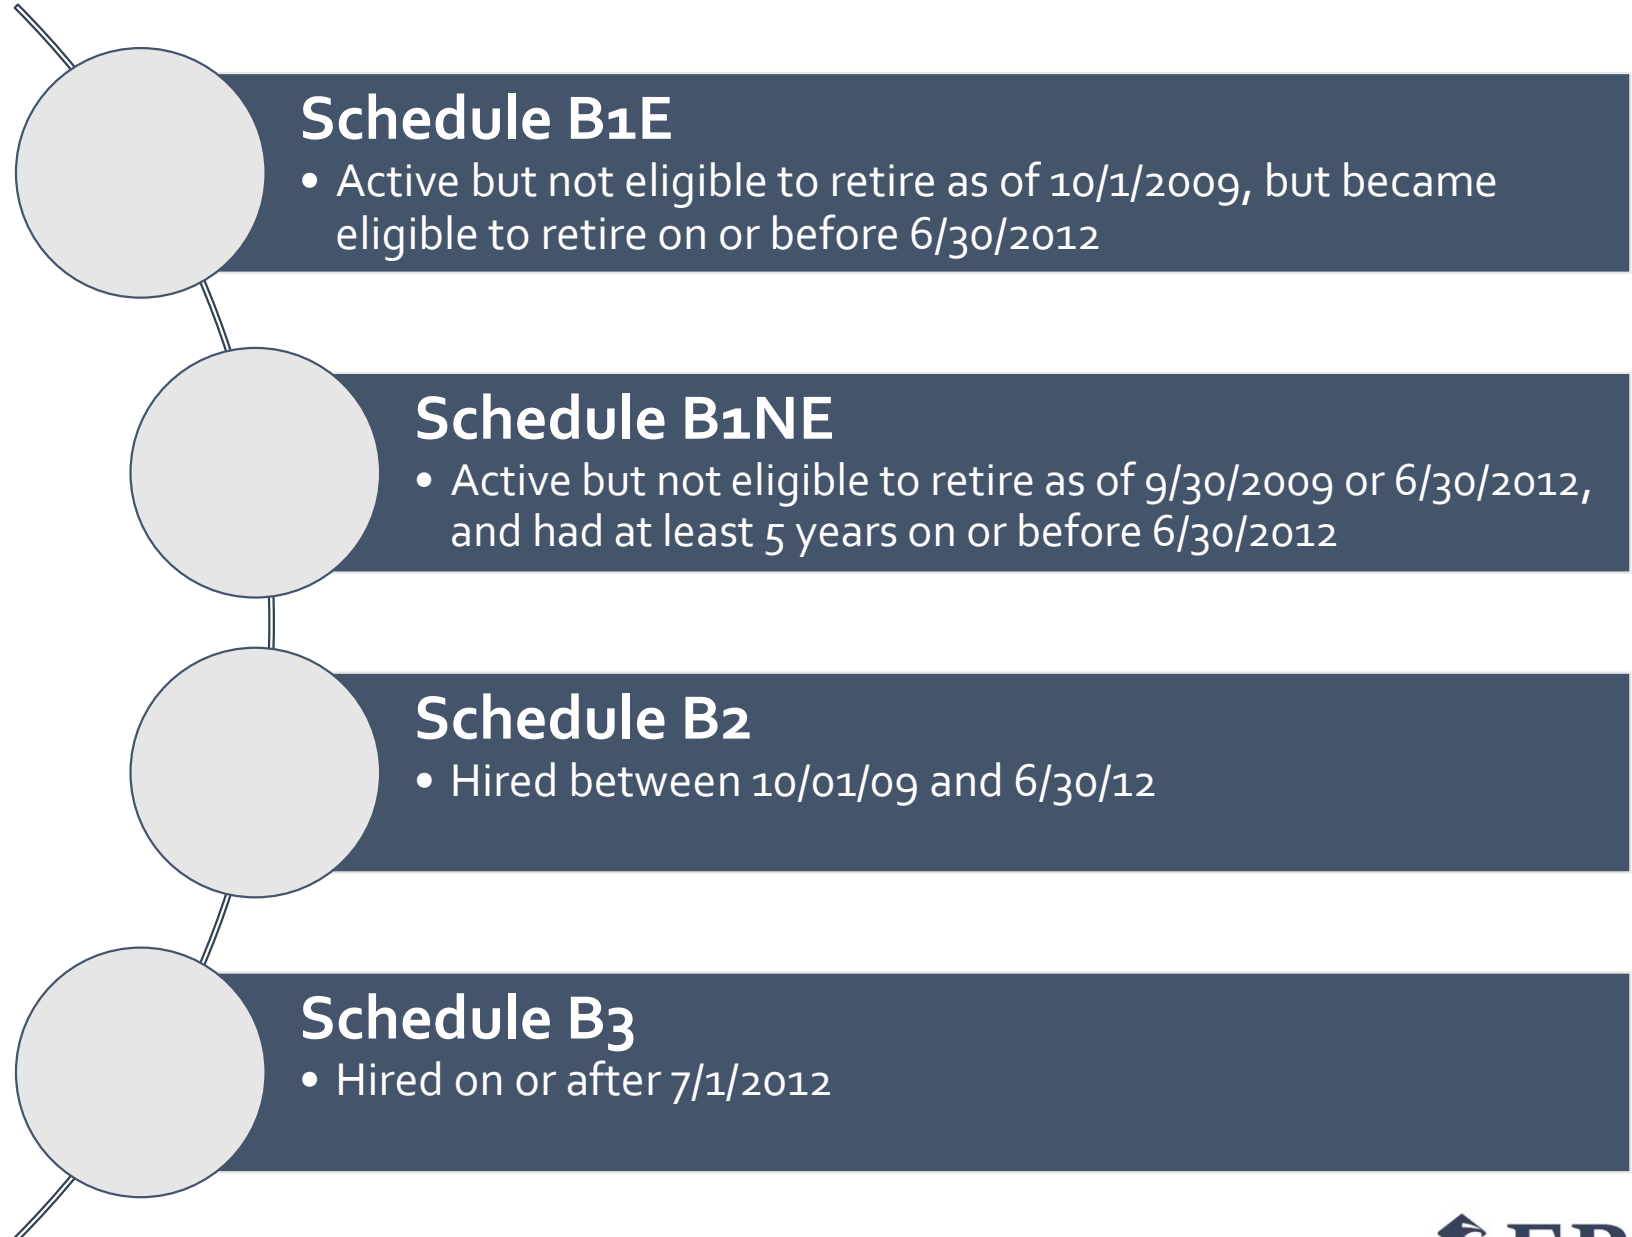 Schedule B1E
• Active but not eligible to retire as of 10/1/2009, but became
eligible to retire on or before 6/30/2012
Schedule B1NE
• Active but not eligible to retire as of 9/30/2009 or 6/30/2012,
and had at least 5 years on or before 6/30/2012
Schedule B2
• Hired between 10/01/09 and 6/30/12
Schedule B3
• Hired on or after 7/1/2012